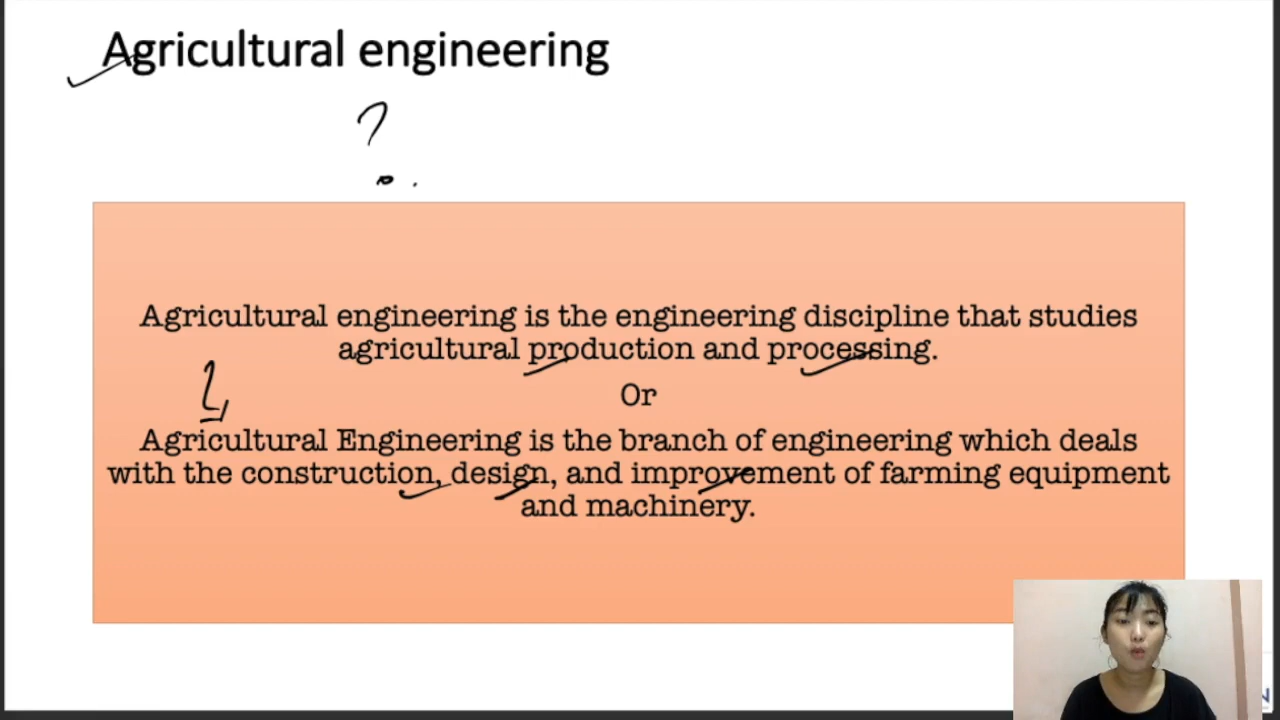 Agricultural engineering
?
Agricultural engineering is the engineering discipline that studies
agricultural production and processing.
Or
Agricultural Engineering is the branch of engineering which deals
with the construction, design, and improvement of farming equipment
and machinery.
N